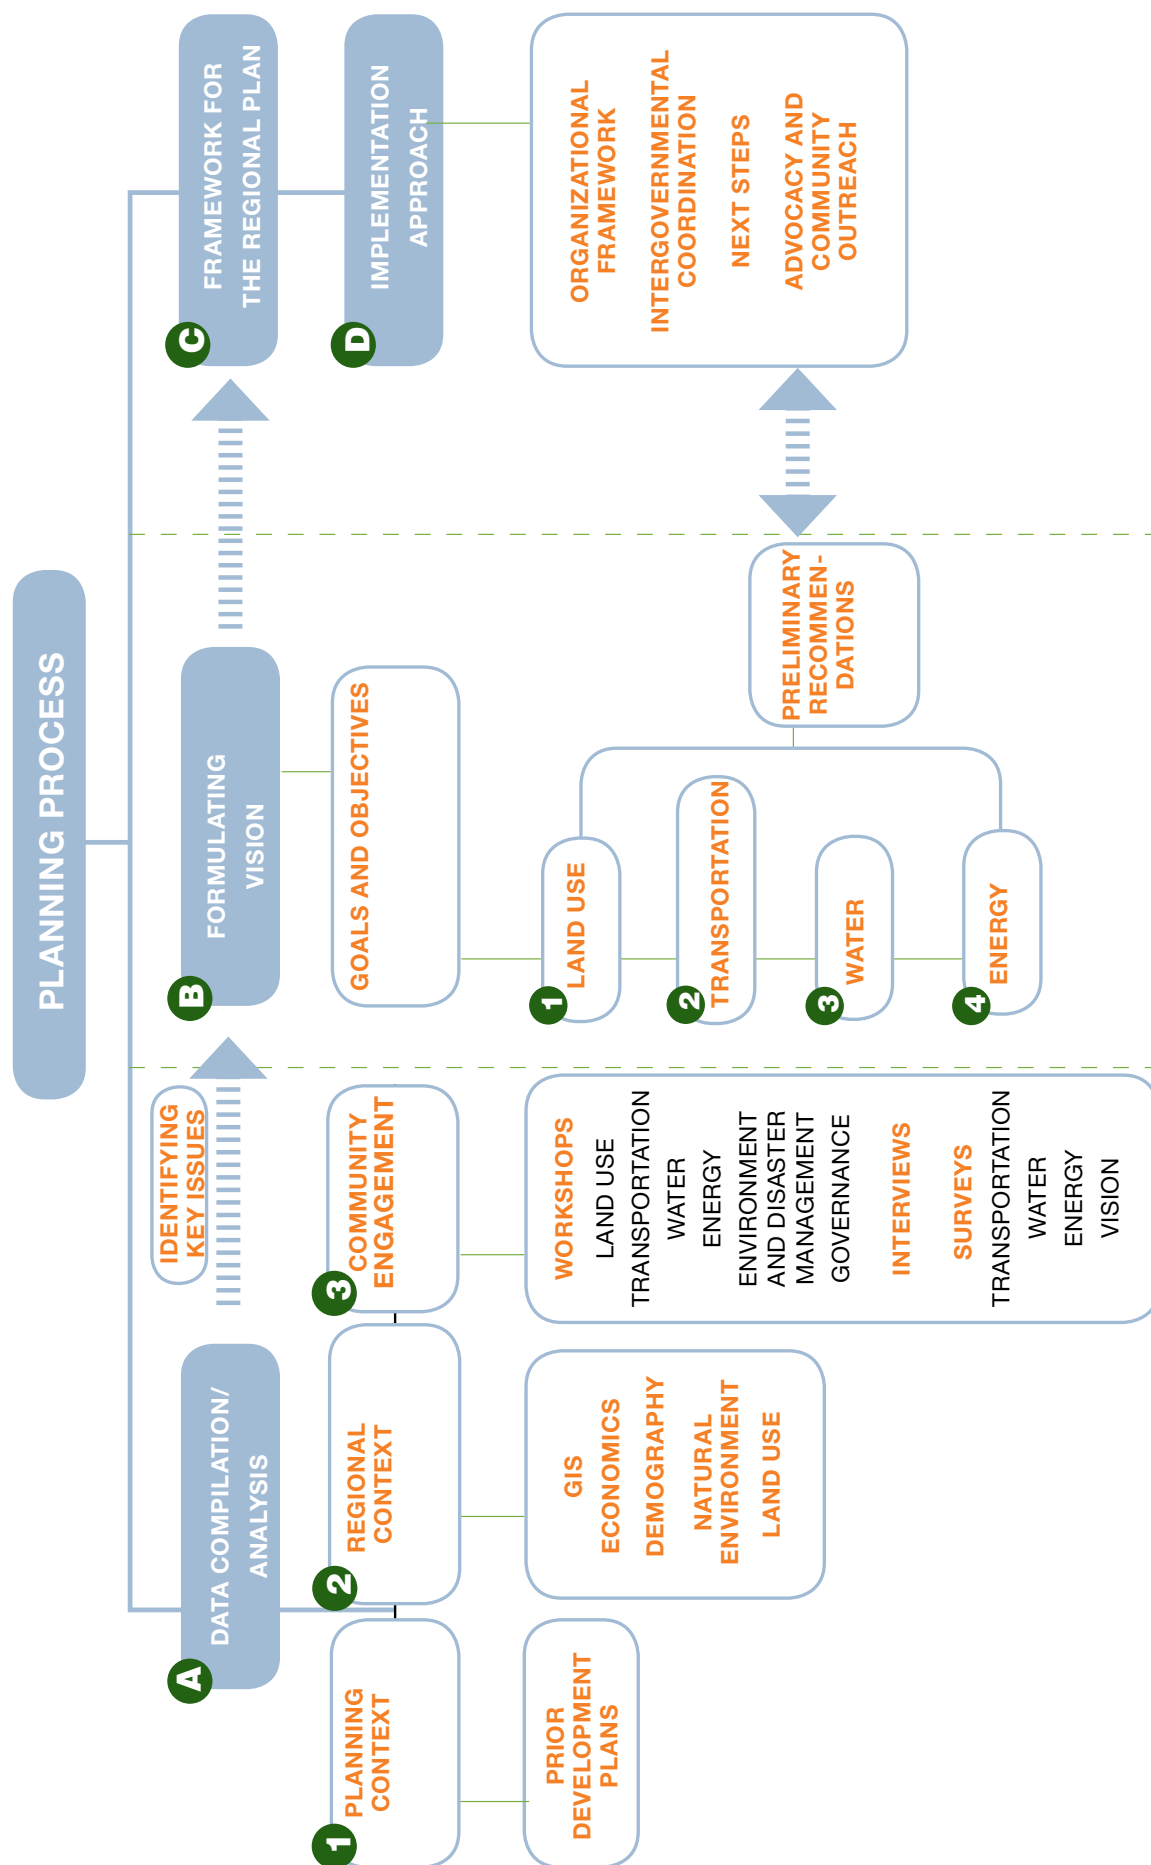 PLANNING PROCESS
A
DATA COMPILATION/
ANALYSIS
IDENTIFYING
KEY ISSUES
B
FORMULATING
VISION
C
FRAMEWORK FOR
THE REGIONAL PLAN
D
IMPLEMENTATION
APPROACH
1
PLANNING
CONTEXT
PRIOR
DEVELOPMENT
PLANS
2
REGIONAL
CONTEXT
GIS
ECONOMICS
DEMOGRAPHY
NATURAL
ENVIRONMENT
LAND USE
3
COMMUNITY
ENGAGEMENT
WORKSHOPS
LAND USE
TRANSPORTATION
WATER
ENERGY
ENVIRONMENT
AND DISASTER
MANAGEMENT
GOVERNANCE
INTERVIEWS
SURVEYS
TRANSPORTATION
WATER
ENERGY
VISION
GOALS AND OBJECTIVES
1
LAND USE
2
TRANSPORTATION
3
WATER
4
ENERGY
PRELIMINARY
RECOMMEN-
DATIONS
ORGANIZATIONAL
FRAMEWORK
INTERGOVERNMENTAL
COORDINATION
NEXT STEPS
ADVOCACY AND
COMMUNITY
OUTREACH